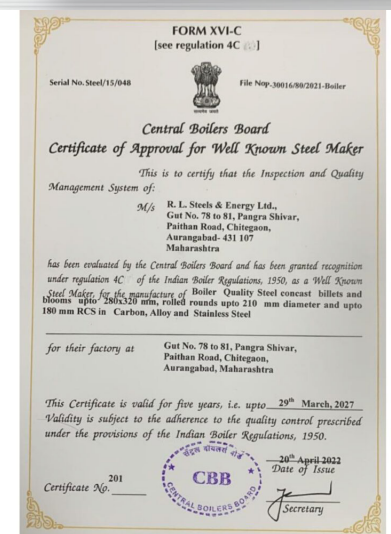 FORM XVI-C
[see regulation 4C ]
Serial No. Steel/15/048
File Nop-30016/80/2021-Boiler
Central Boilers Board
Certificate of Approval for Well Known Steel Maker
This is to certify that the Inspection and Quality
Management System of:
M/s R. L. Steels & Energy Ltd.,
Gut No. 78 to 81, Pangra Shivar,
Paithan Road, Chitegaon,
Aurangabad- 431 107
Maharashtra
has been evaluated by the Central Boilers Board and has been granted recognition
under regulation 4C of the Indian Boiler Regulations, 1950, as a Well Known
Steel Maker, for the manufacture of Boiler Quality Steel concast billets and
blooms upto 280x320 mm, rolled rounds upto 210 mm diameter and upto
180 mm RCS in Carbon, Alloy and Stainless Steel
for their factory at Gut No. 78 to 81, Pangra Shivar,
Paithan Road, Chitegaon,
Aurangabad, Maharashtra
This Certificate is valid for five years, i.e. upto 29th March, 2027
Validity is subject to the adherence to the quality control prescribed
under the provisions of the Indian Boiler Regulations, 1950.
CBB
CENTRAL BOILERS BOARD
20th April 2022
Date of Issue
Certificate No. 201
Secretary